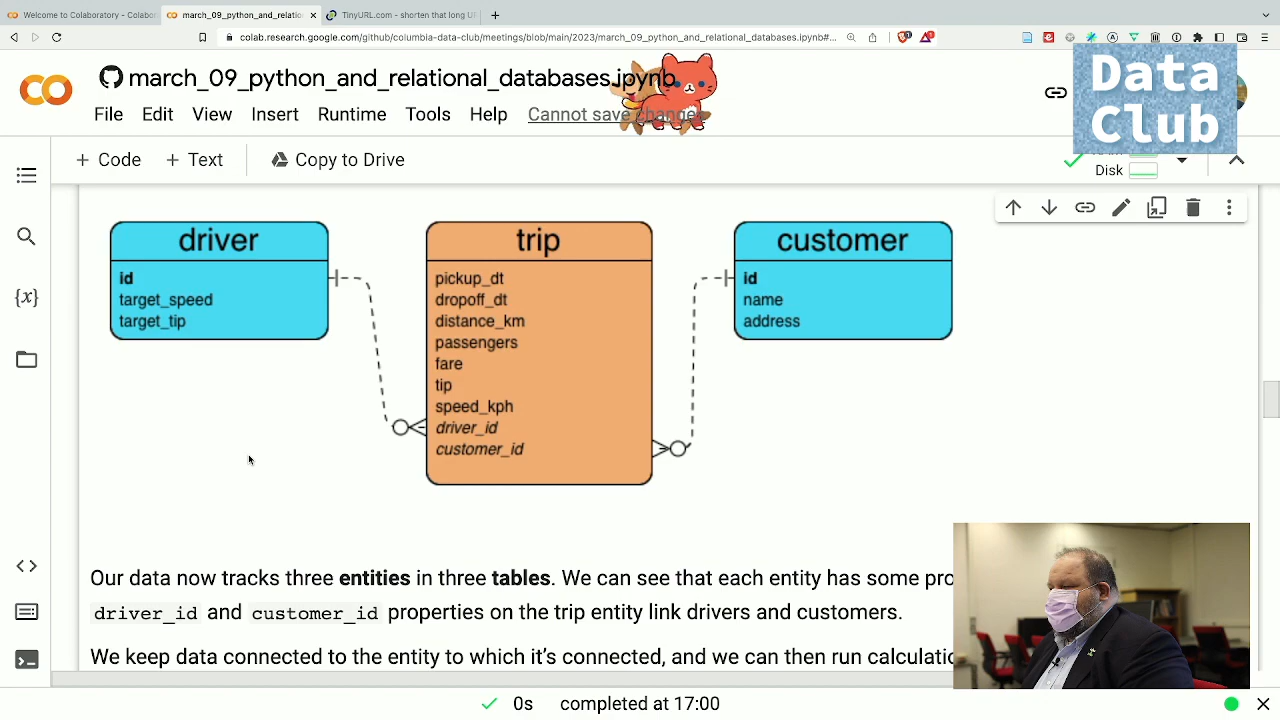 Welcome to Colaboratory - Colabor
march_09_python_and_relatio
TinyURL.com - shorten that long U
colab.research.google.com/github/columbia-data-club/meetings/blob/main/2023/march_09_python_and_relational_databases.ipynb#...
march_09_python_and_relational_databases.ipynb
Data
Club
File Edit View Insert Runtime Tools Help Cannot save changes
+ Code + Text Copy to Drive
Disk
driver
id
target_speed
target_tip
trip
pickup_dt
dropoff_dt
distance_km
passengers
fare
tip
speed_kph
driver_id
customer_id
customer
id
name
address
Our data now tracks three entities in three tables. We can see that each entity has some pro
driver_id and customer_id properties on the trip entity link drivers and customers.
We keep data connected to the entity to which it's connected, and we can then run calculatio
0s completed at 17:00